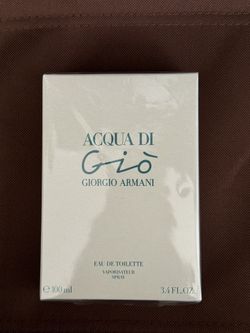 ACQUA DI
Giò
GIORGIO ARMANI
EAU DE TOILETTE
VAPORISATEUR
SPRAY
℮ 100 ml 3.4 FL.OZ